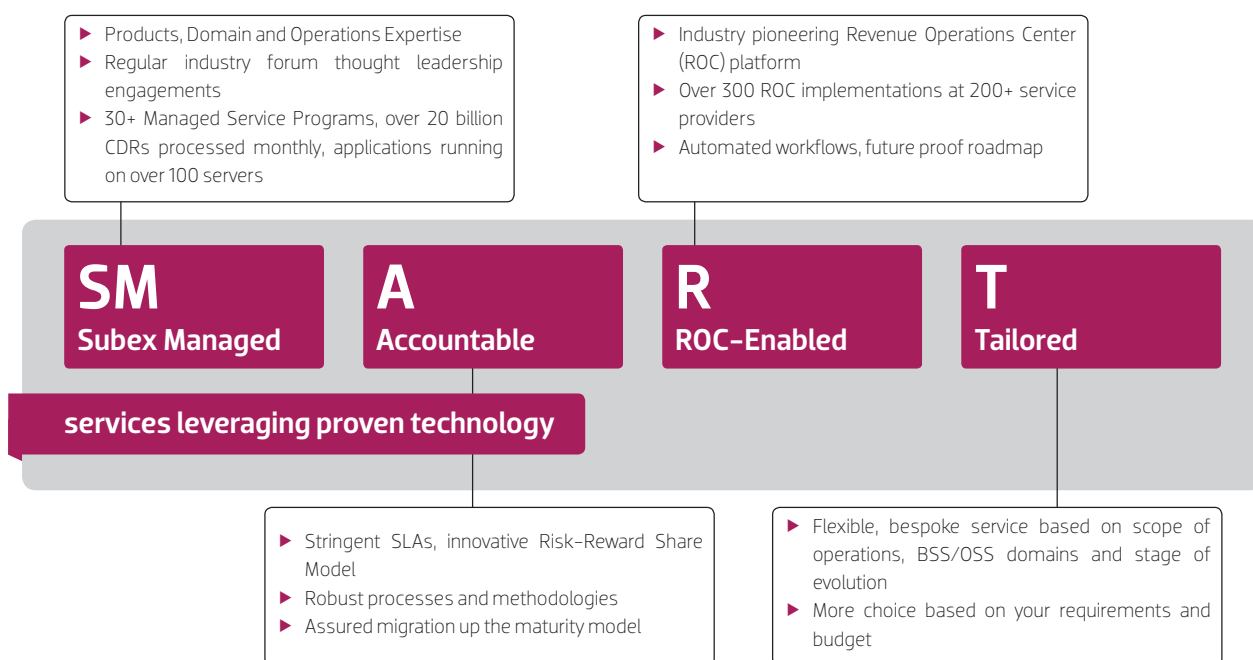 Products, Domain and Operations Expertise
Regular industry forum thought leadership
engagements
30+ Managed Service Programs, over 20 billion
CDRs processed monthly, applications running
on over 100 servers
Industry pioneering Revenue Operations Center
(ROC) platform
Over 300 ROC implementations at 200+ service
providers
Automated workflows, future proof roadmap
SM
Subex Managed
A
Accountable
R
ROC-Enabled
T
Tailored
services leveraging proven technology
Stringent SLAs, innovative Risk-Reward Share
Model
Robust processes and methodologies
Assured migration up the maturity model
Flexible, bespoke service based on scope of
operations, BSS/OSS domains and stage of
evolution
More choice based on your requirements and
budget